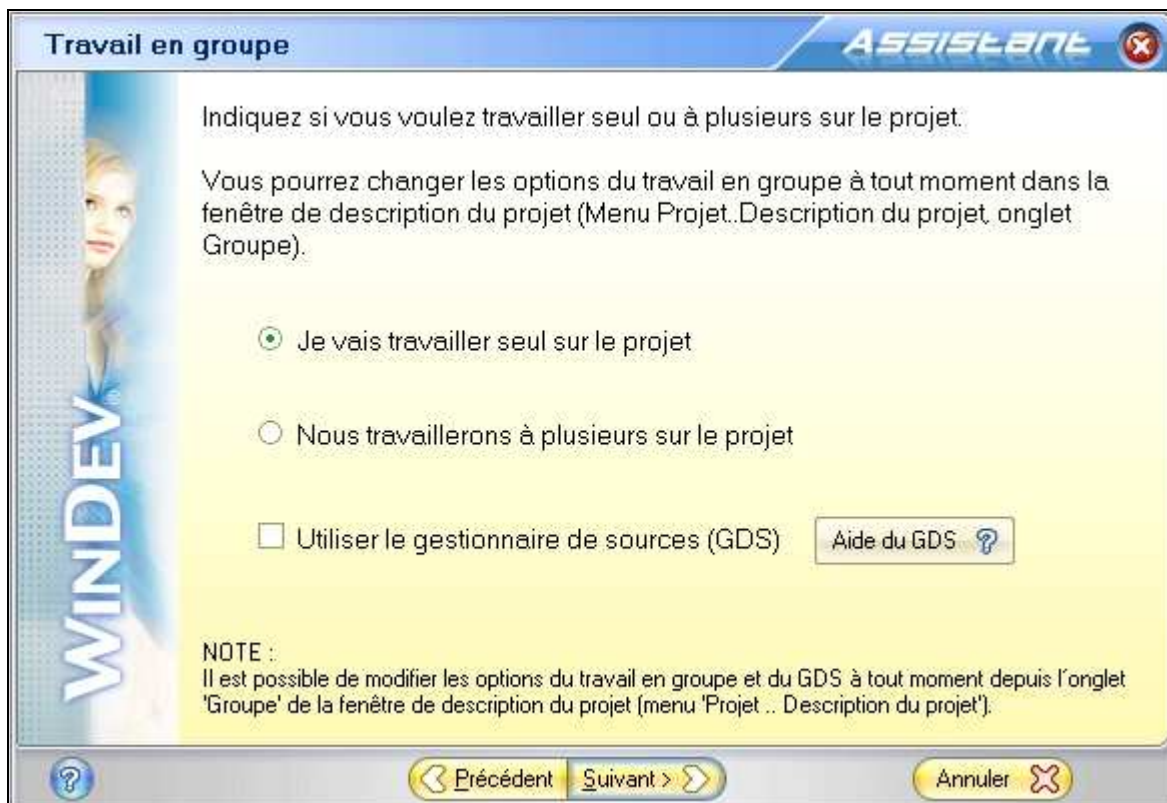 Travail en groupe
Assistant
Indiquez si vous voulez travailler seul ou à plusieurs sur le projet.
Vous pourrez changer les options du travail en groupe à tout moment dans la
fenêtre de description du projet (Menu Projet..Description du projet, onglet
Groupe).
Je vais travailler seul sur le projet
Nous travaillerons à plusieurs sur le projet
Utiliser le gestionnaire de sources (GDS)
Aide du GDS ?
WINDEV®
NOTE :
Il est possible de modifier les options du travail en groupe et du GDS à tout moment depuis l'onglet
'Groupe' de la fenêtre de description du projet (menu 'Projet .. Description du projet').
?
Précédent
Suivant >
Annuler